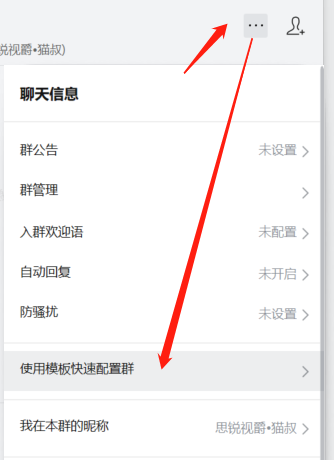 锐视爵•猫叔)
聊天信息
群公告 未设置
群管理
入群欢迎语 未配置
自动回复 未开启
防骚扰 未设置
使用模板快速配置群
我在本群的昵称 思锐视爵•猫叔